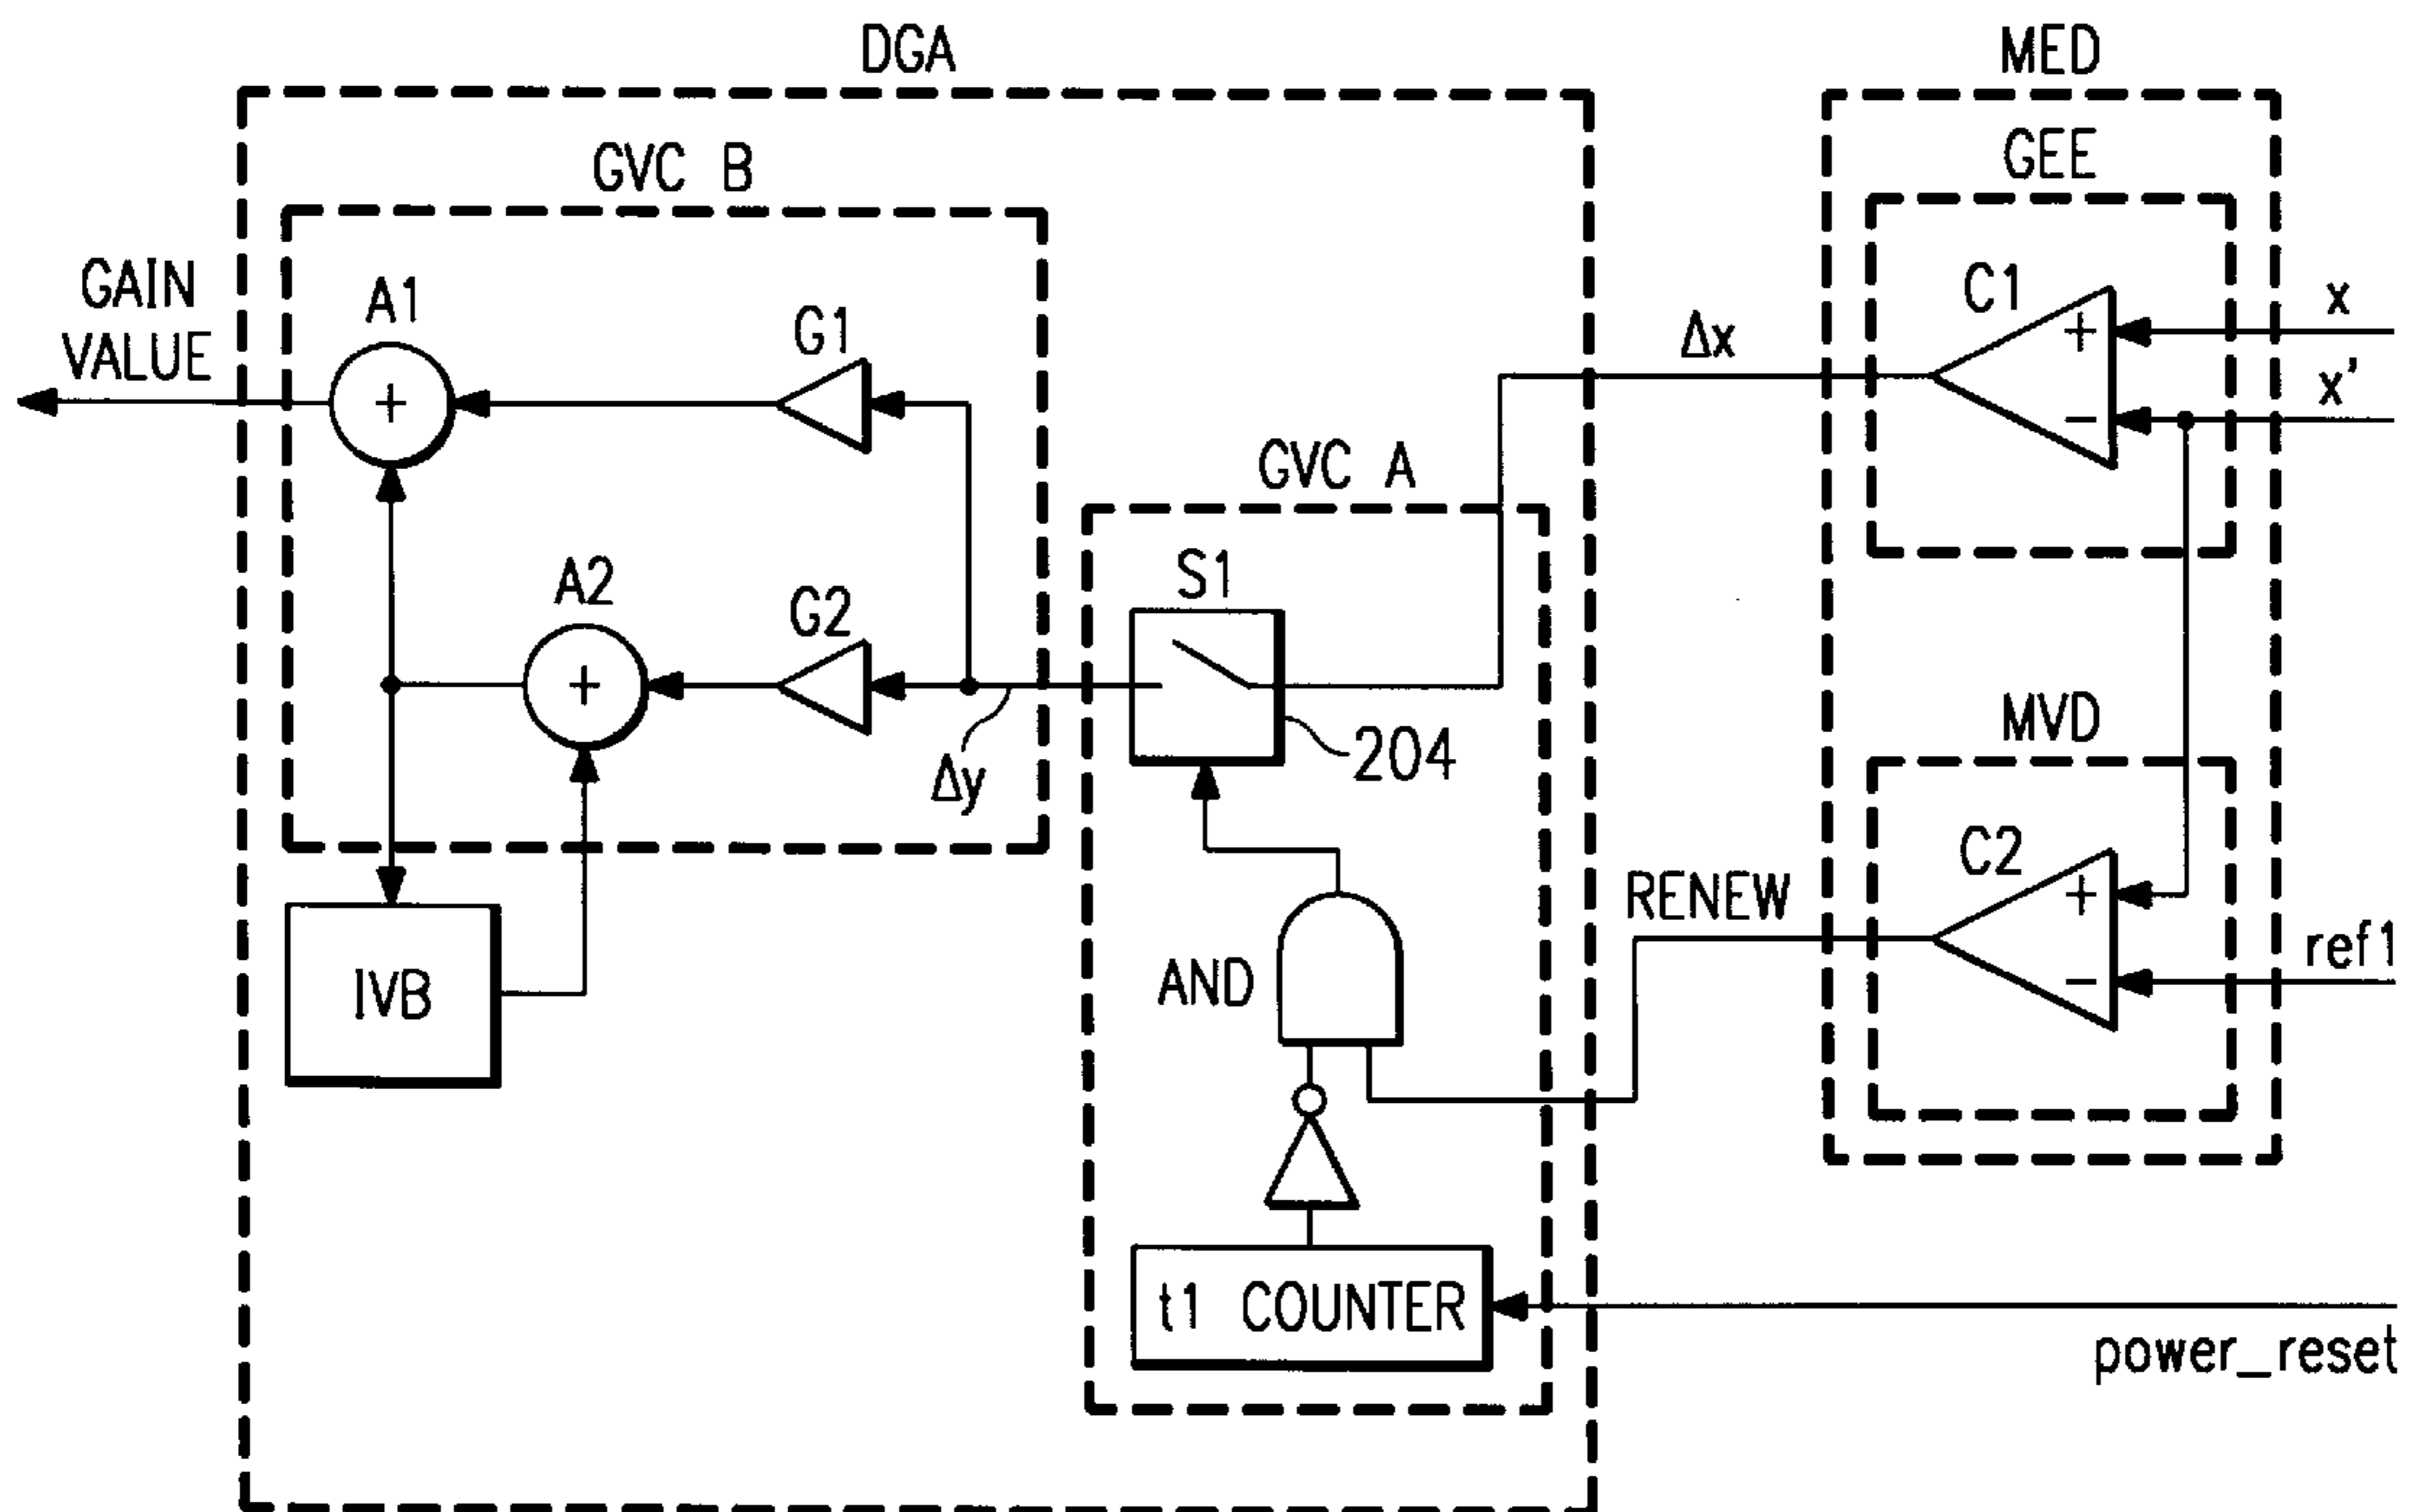 DGA
MED
GVC B
GEE
GAIN
VALUE
A1
G1
C1
+
x
Δx
+
−
x'
GVC A
A2
G2
S1
+
Δy
204
MVD
C2
RENEW
+
−
ref1
IVB
AND
t1 COUNTER
power_reset